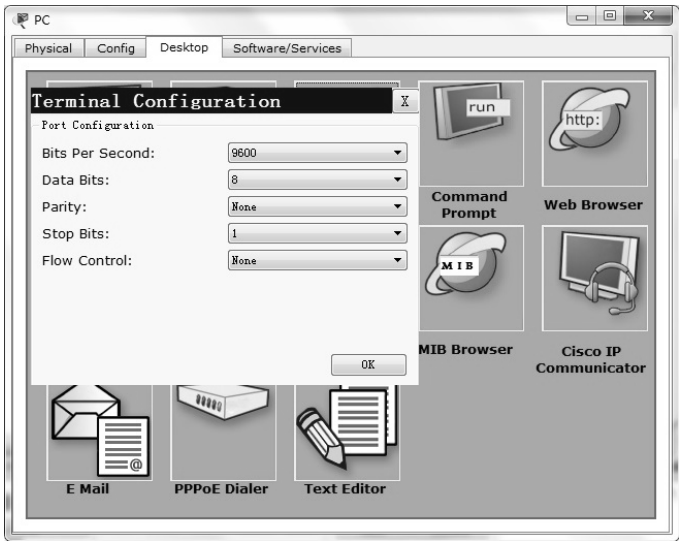 PC
Physical Config Desktop Software/Services
Terminal Configuration X
Port Configuration
Bits Per Second: 9600
Data Bits: 8
Parity: None
Stop Bits: 1
Flow Control: None
OK
run
Command
Prompt
http:
Web Browser
MIB
MIB Browser
Cisco IP
Communicator
@
E Mail
PPPoE Dialer
Text Editor